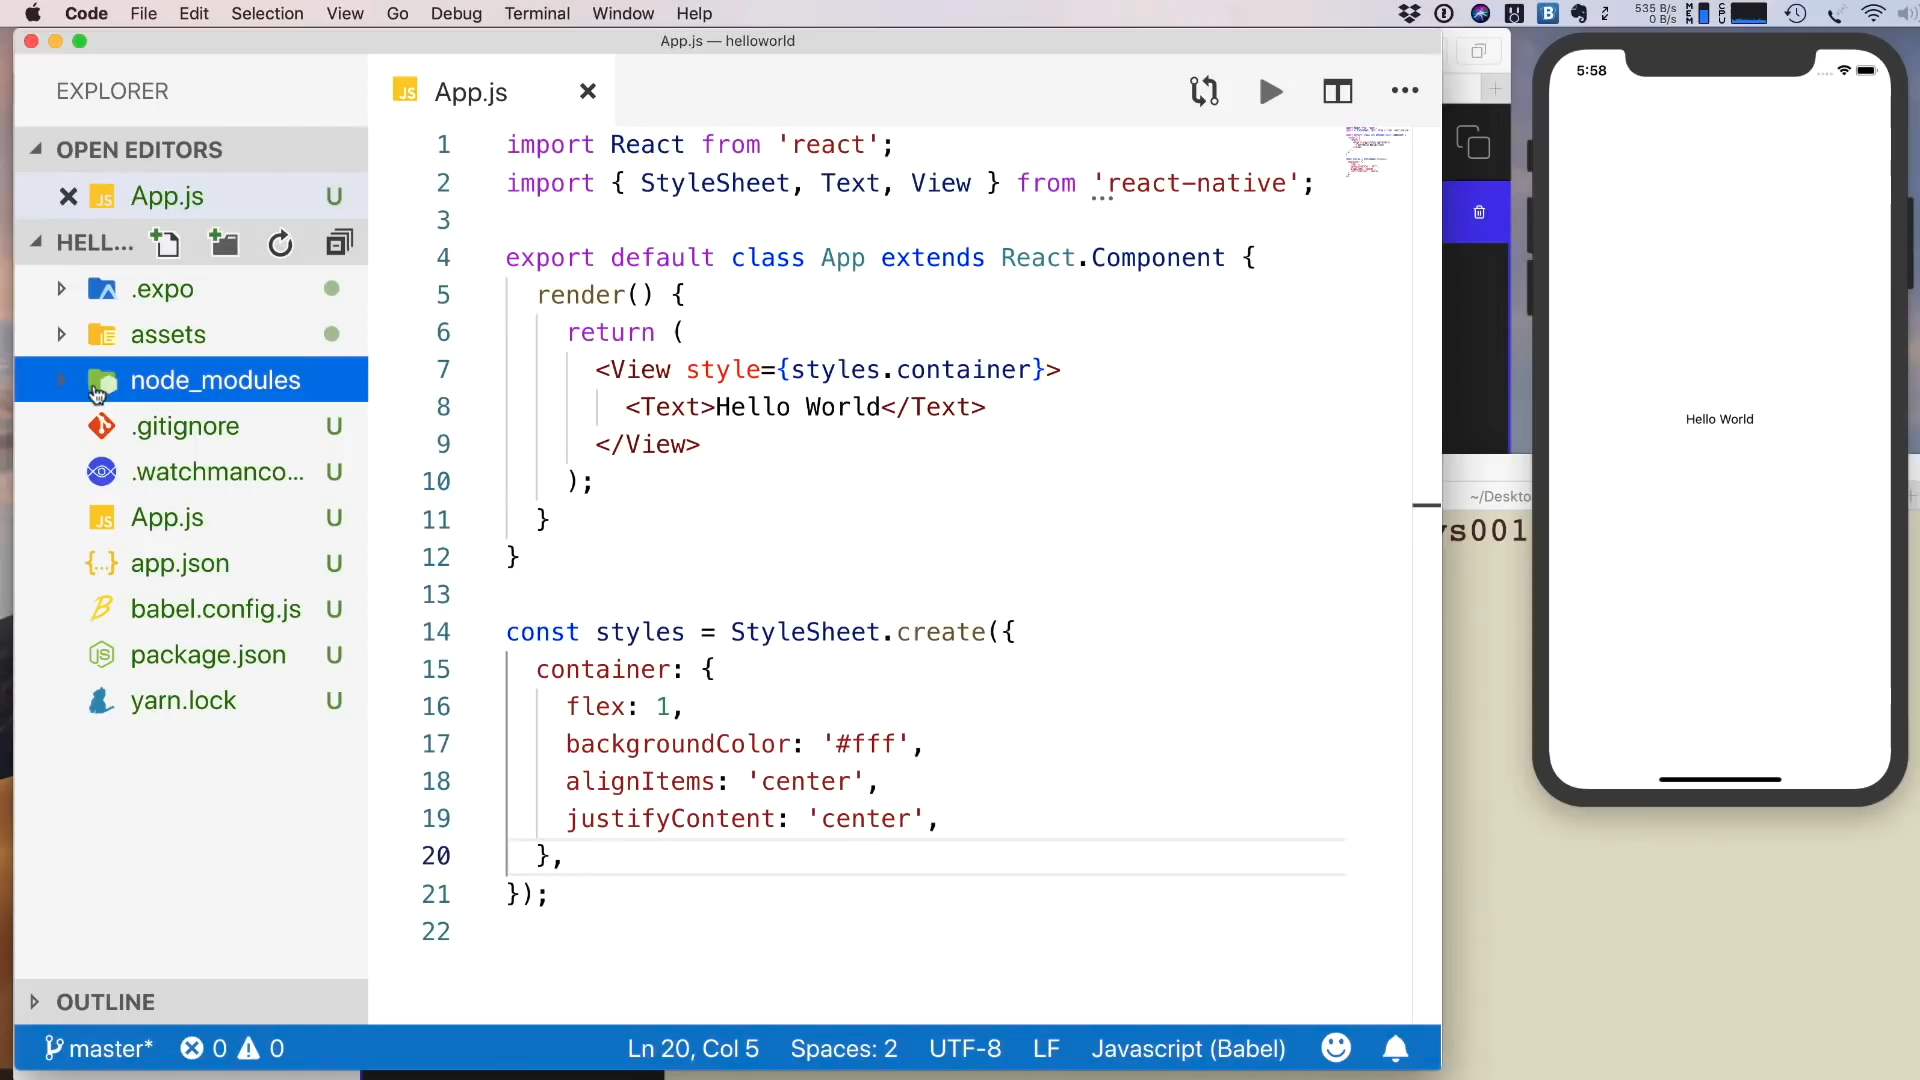 Code File Edit Selection View Go Debug Terminal Window Help
535 B/s
0 B/s
MEM
CPU
App.js — helloworld
EXPLORER
OPEN EDITORS
App.js U
HELL...
.expo
assets
node_modules
.gitignore U
.watchmanco... U
App.js U
app.json U
babel.config.js U
package.json U
yarn.lock U
OUTLINE
JS App.js
1 import React from 'react';
2 import { StyleSheet, Text, View } from 'react-native';
3
4 export default class App extends React.Component {
5 render() {
6 return (
7 <View style={styles.container}>
8 <Text>Hello World</Text>
9 </View>
10 );
11 }
12 }
13
14 const styles = StyleSheet.create({
15 container: {
16 flex: 1,
17 backgroundColor: '#fff',
18 alignItems: 'center',
19 justifyContent: 'center',
20 },
21 });
22
master* 0 0 Ln 20, Col 5 Spaces: 2 UTF-8 LF Javascript (Babel)
~/Deskto
s001
5:58
Hello World